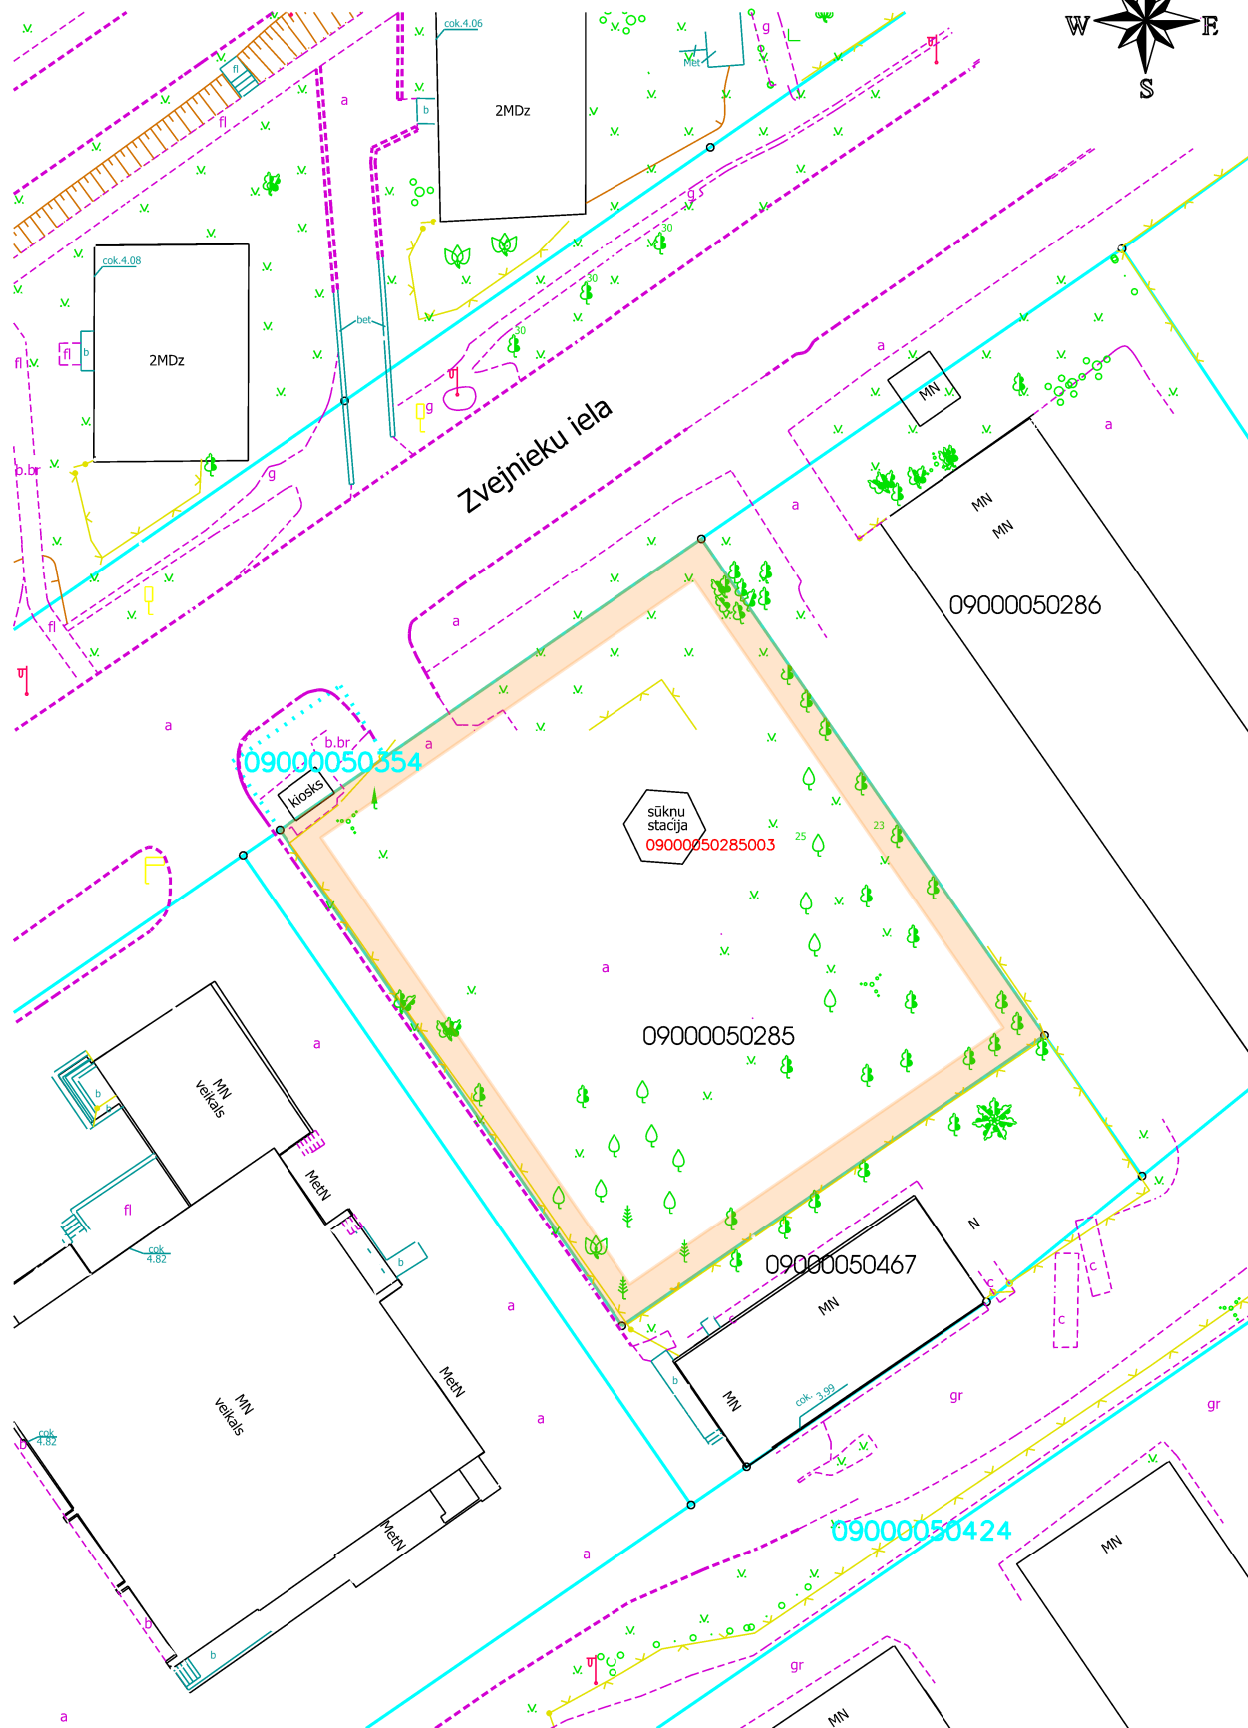 W
E
S
cok.4.06
g
g
Met
fl
a
b
2MDz
fl
g
30
cok.4.08
30
bet
30
a
2MDz
b
fl
fl
MN
g
a
b.br
g
Zvejnieku iela
MN
a
MN
09000050286
a
fl
a
b.br
a
09000050354
kiosks
sūkņu
stacija
09000050285003
25
23
a
09000050285
a
MN
veikals
b
b
MetN
fl
N
cok
4.82
b
09000050467
c
c
a
MN
c
c
b
MetN
cok. 3.99
MN
gr
gr
MN
veikals
a
cok
4.82
b
09000050424
MetN
MN
a
b
b
gr
MN
a